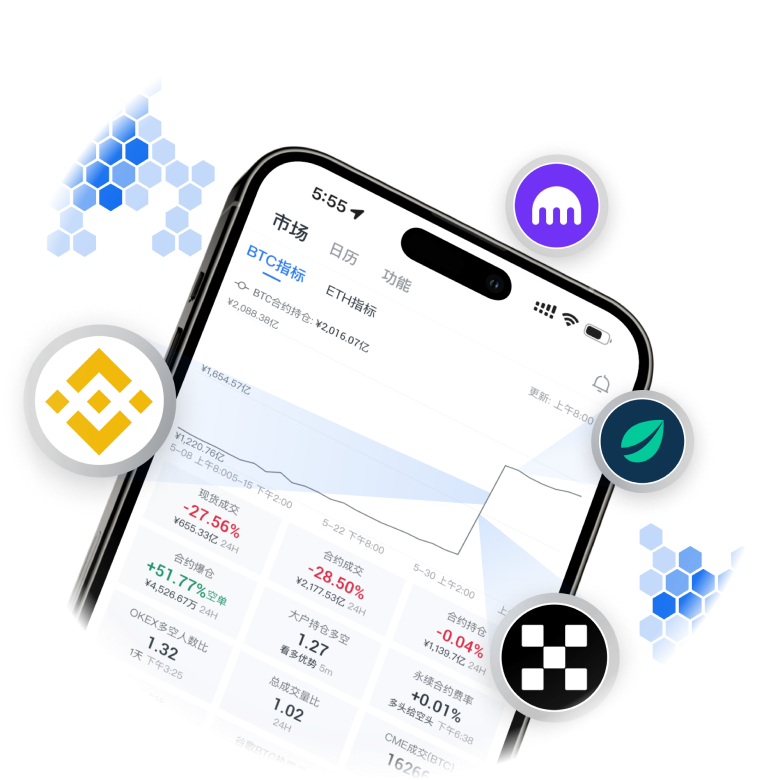 5:55
市场 日历 功能
BTC指标 ETH指标
BTC合约持仓: ¥2,016.07亿
¥2,088.38亿
更新: 上午8:00
¥1,654.57亿
¥1,220.76亿
5-08 上午8:00 5-15 下午2:00 5-22 下午8:00 5-30 上午2:00 上
现货成交
-27.56%
¥655.33亿 24H
合约成交
-28.50%
¥2,177.53亿 24H
合约持仓
-0.04%
¥1,139.7亿 24H
合约爆仓
+51.77%空单
¥4,526.67万 24H
大户持仓多空
1.27
看多优势 5m
永续合约费率
+0.01%
多头给空头 下午6:38
OKEX多空人数比
1.32
1天 下午3:25
总成交量比
1.02
24H
CME成交(BTC)
16266